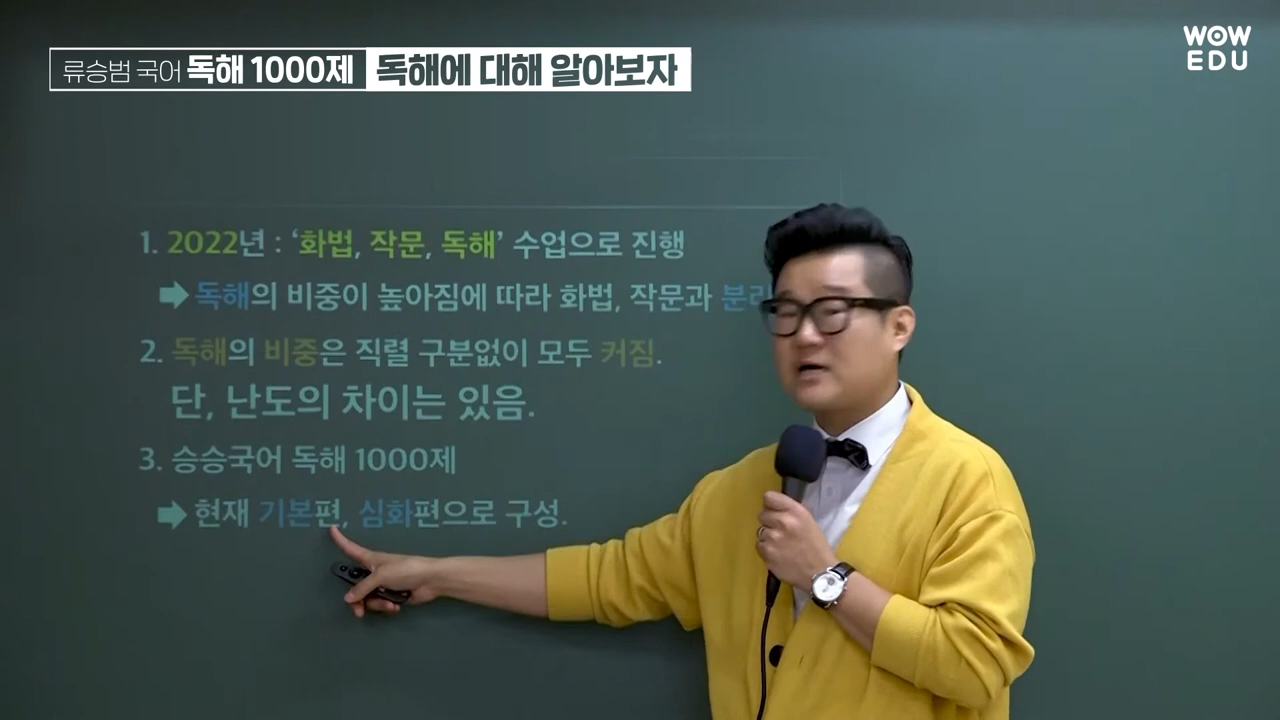 류승범 국어 독해 1000제 독해에 대해 알아보자
WOW
EDU
1. 2022년 : ‘화법, 작문, 독해’ 수업으로 진행
➡ 독해의 비중이 높아짐에 따라 화법, 작문과
2. 독해의 비중은 직렬 구분없이 모두 커짐.
단, 난도의 차이는 있음.
3. 승승국어 독해 1000제
➡ 현재 기본편, 심화편으로 구성.